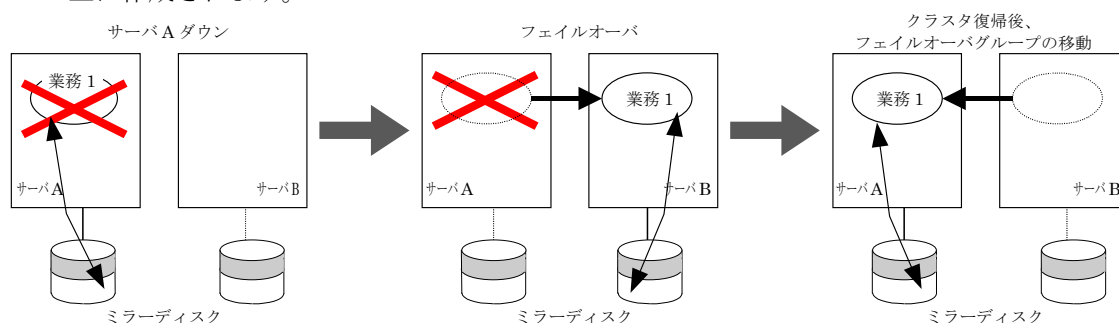 サーバ A ダウン
業務 1
サーバA
サーバB
ミラーディスク
フェイルオーバ
業務 1
サーバA
サーバB
ミラーディスク
クラスタ復帰後、
フェイルオーバグループの移動
業務 1
サーバA
サーバB
ミラーディスク